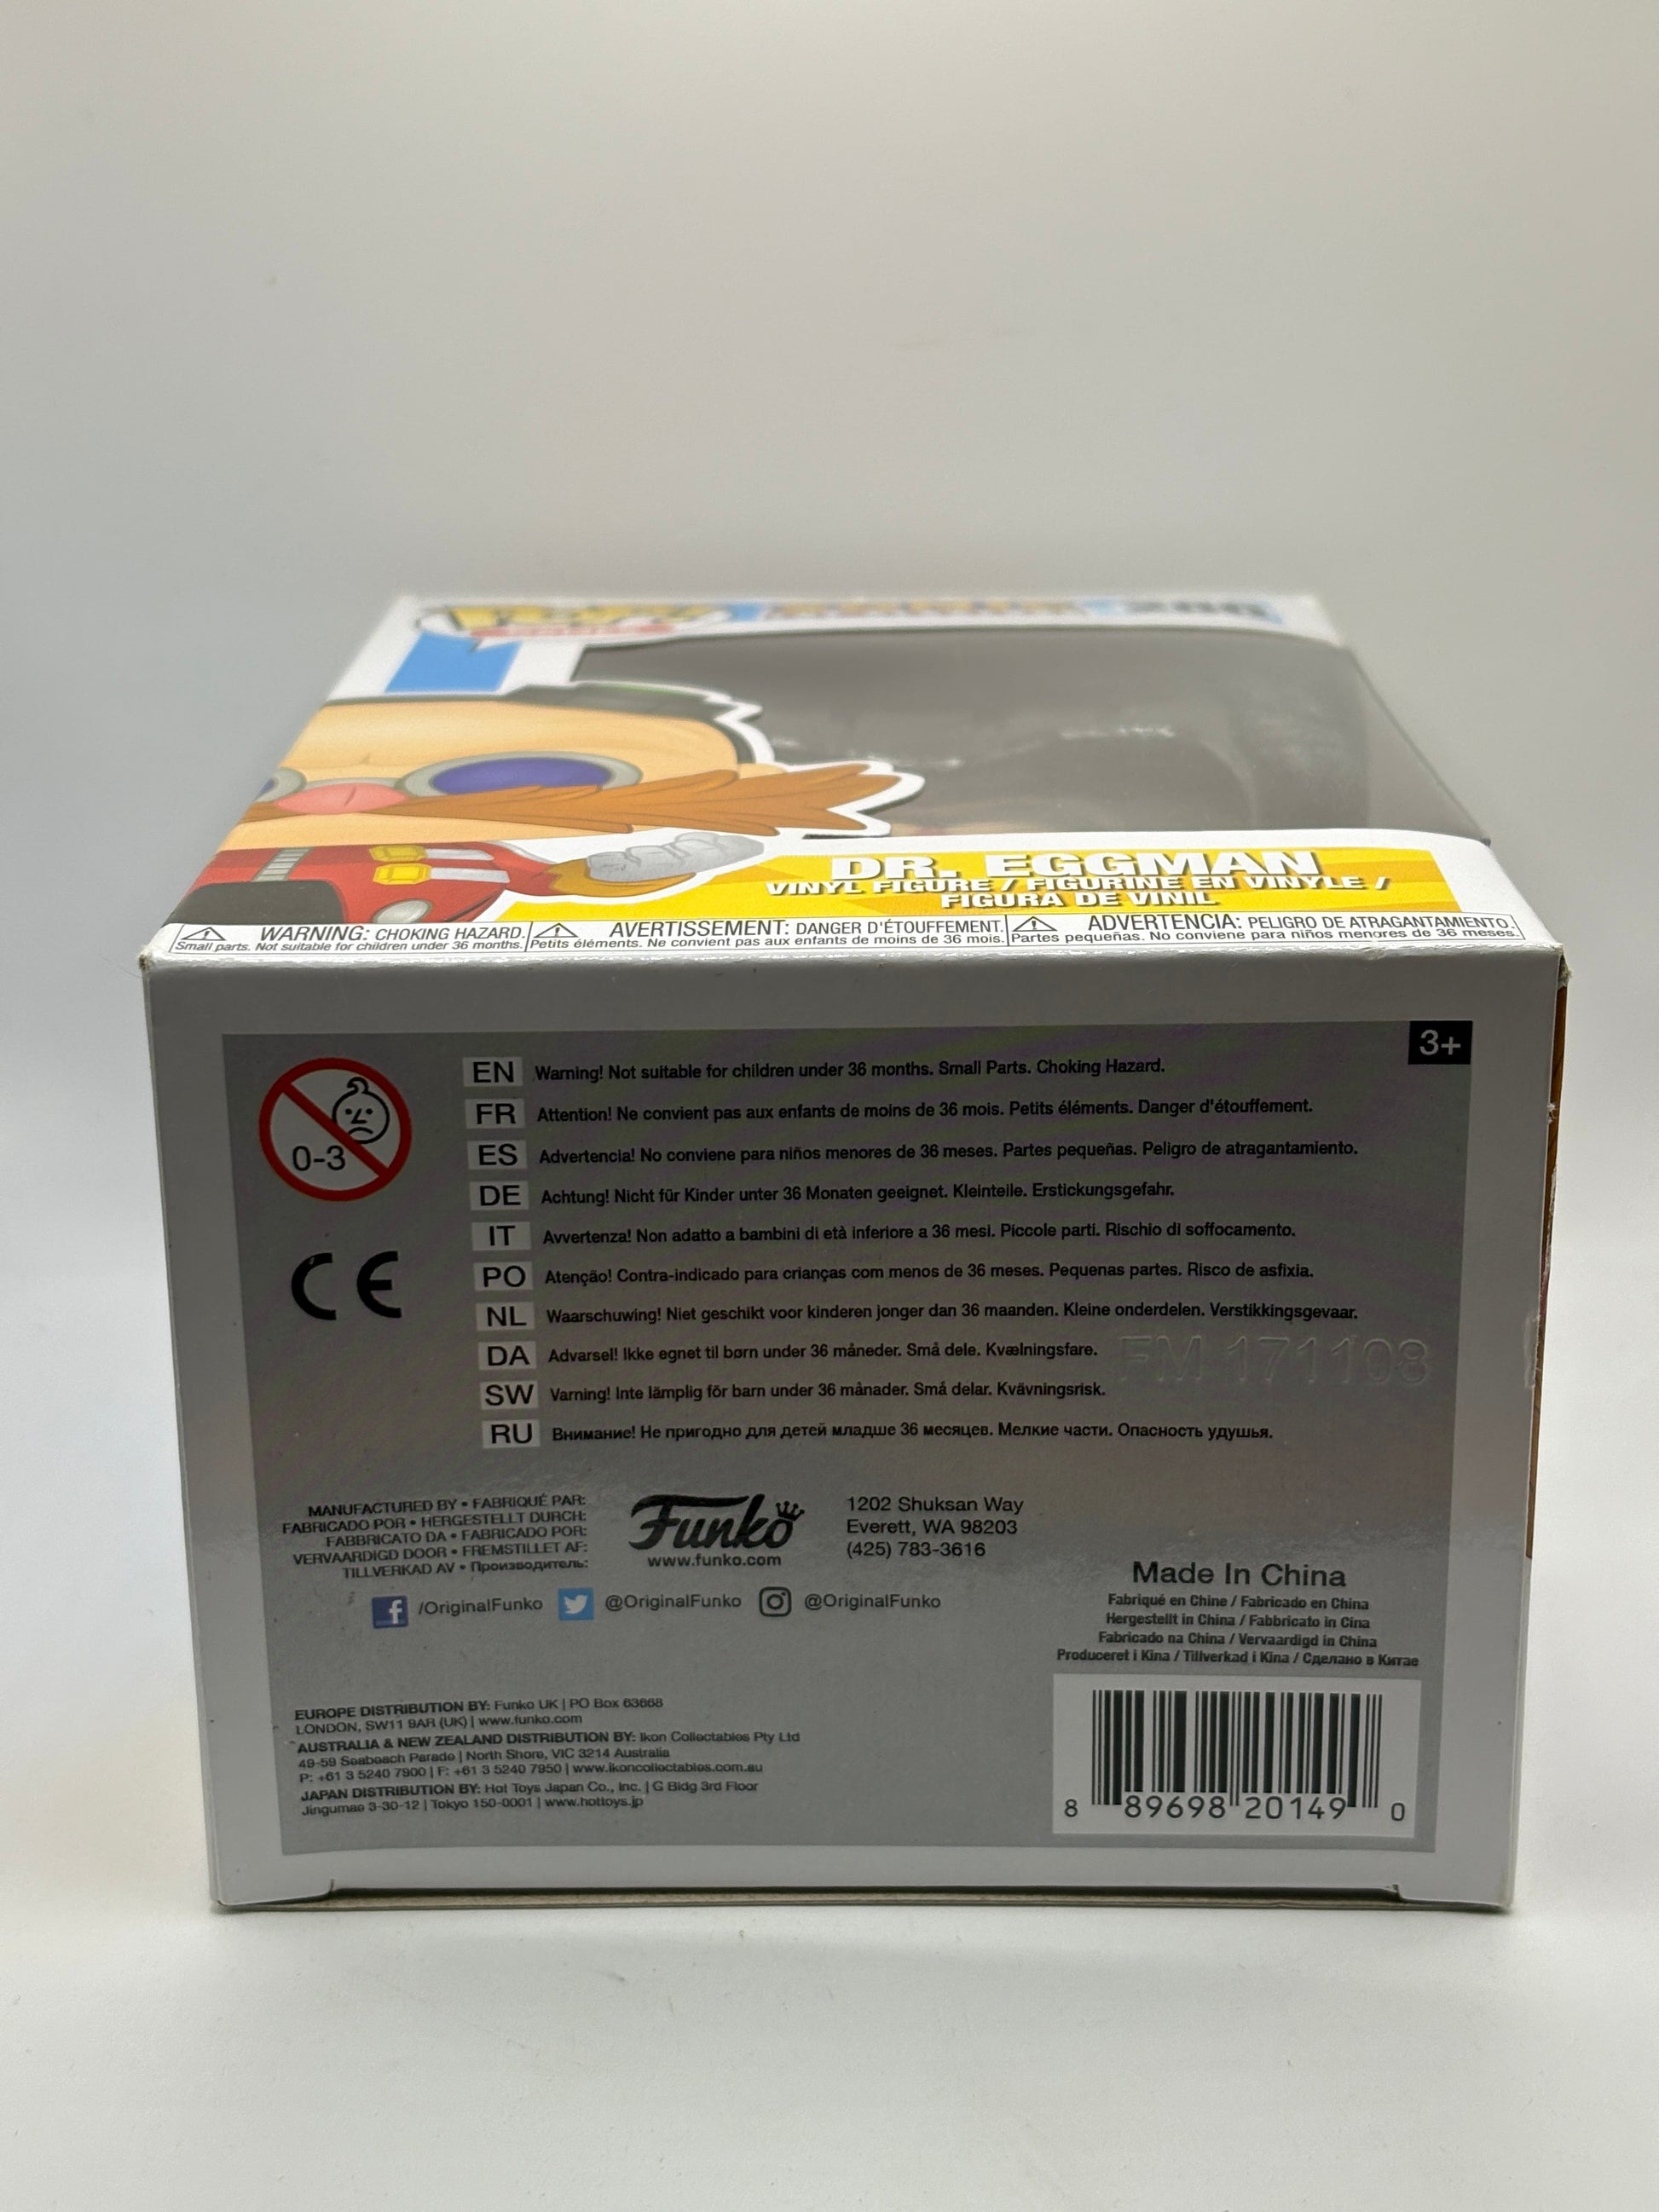 DR. EGGMAN
VINYL FIGURE / FIGURINE EN VINYLE /
FIGURA DE VINIL
WARNING: CHOKING HAZARD.
Small parts. Not suitable for children under 36 months.
AVERTISSEMENT: DANGER D'ÉTOUFFEMENT.
Petits éléments. Ne convient pas aux enfants de moins de 36 mois.
ADVERTENCIA: PELIGRO DE ATRAGANTAMIENTO.
Partes pequeñas. No conviene para niños menores de 36 meses.
3+
0-3
CE
EN Warning! Not suitable for children under 36 months. Small Parts. Choking Hazard.
FR Attention! Ne convient pas aux enfants de moins de 36 mois. Petits éléments. Danger d'étouffement.
ES Advertencia! No conviene para niños menores de 36 meses. Partes pequeñas. Peligro de atragantamiento.
DE Achtung! Nicht für Kinder unter 36 Monaten geeignet. Kleinteile. Erstickungsgefahr.
IT Avvertenza! Non adatto a bambini di età inferiore a 36 mesi. Piccole parti. Rischio di soffocamento.
PO Atenção! Contra-indicado para crianças com menos de 36 meses. Pequenas partes. Risco de asfixia.
NL Waarschuwing! Niet geschikt voor kinderen jonger dan 36 maanden. Kleine onderdelen. Verstikkingsgevaar.
DA Advarsel! Ikke egnet til børn under 36 måneder. Små dele. Kvælningsfare.
FM 171108
SW Varning! Inte lämplig för barn under 36 månader. Små delar. Kvävningsrisk.
RU Внимание! Не пригодно для детей младше 36 месяцев. Мелкие части. Опасность удушья.
MANUFACTURED BY • FABRIQUÉ PAR:
FABRICADO POR • HERGESTELLT DURCH:
FABBRICATO DA • FABRICADO POR:
VERVAARDIGD DOOR • FREMSTILLET AF:
TILLVERKAD AV • Производитель:
Funko
www.funko.com
1202 Shuksan Way
Everett, WA 98203
(425) 783-3616
/OriginalFunko @OriginalFunko @OriginalFunko
Made In China
Fabriqué en Chine / Fabricado en China
Hergestellt in China / Fabbricato in Cina
Fabricado na China / Vervaardigd in China
Produceret i Kina / Tillverkad i Kina / Сделано в Китае
EUROPE DISTRIBUTION BY: Funko UK | PO Box 63668
LONDON, SW11 9AR (UK) | www.funko.com
AUSTRALIA & NEW ZEALAND DISTRIBUTION BY: Ikon Collectables Pty Ltd
49-59 Seabeach Parade | North Shore, VIC 3214 Australia
P: +61 3 5240 7900 | F: +61 3 5240 7950 | www.ikoncollectables.com.au
JAPAN DISTRIBUTION BY: Hot Toys Japan Co., Inc. | G Bldg 3rd Floor
Jingumae 3-30-12 | Tokyo 150-0001 | www.hottoys.jp
8 89698 20149 0